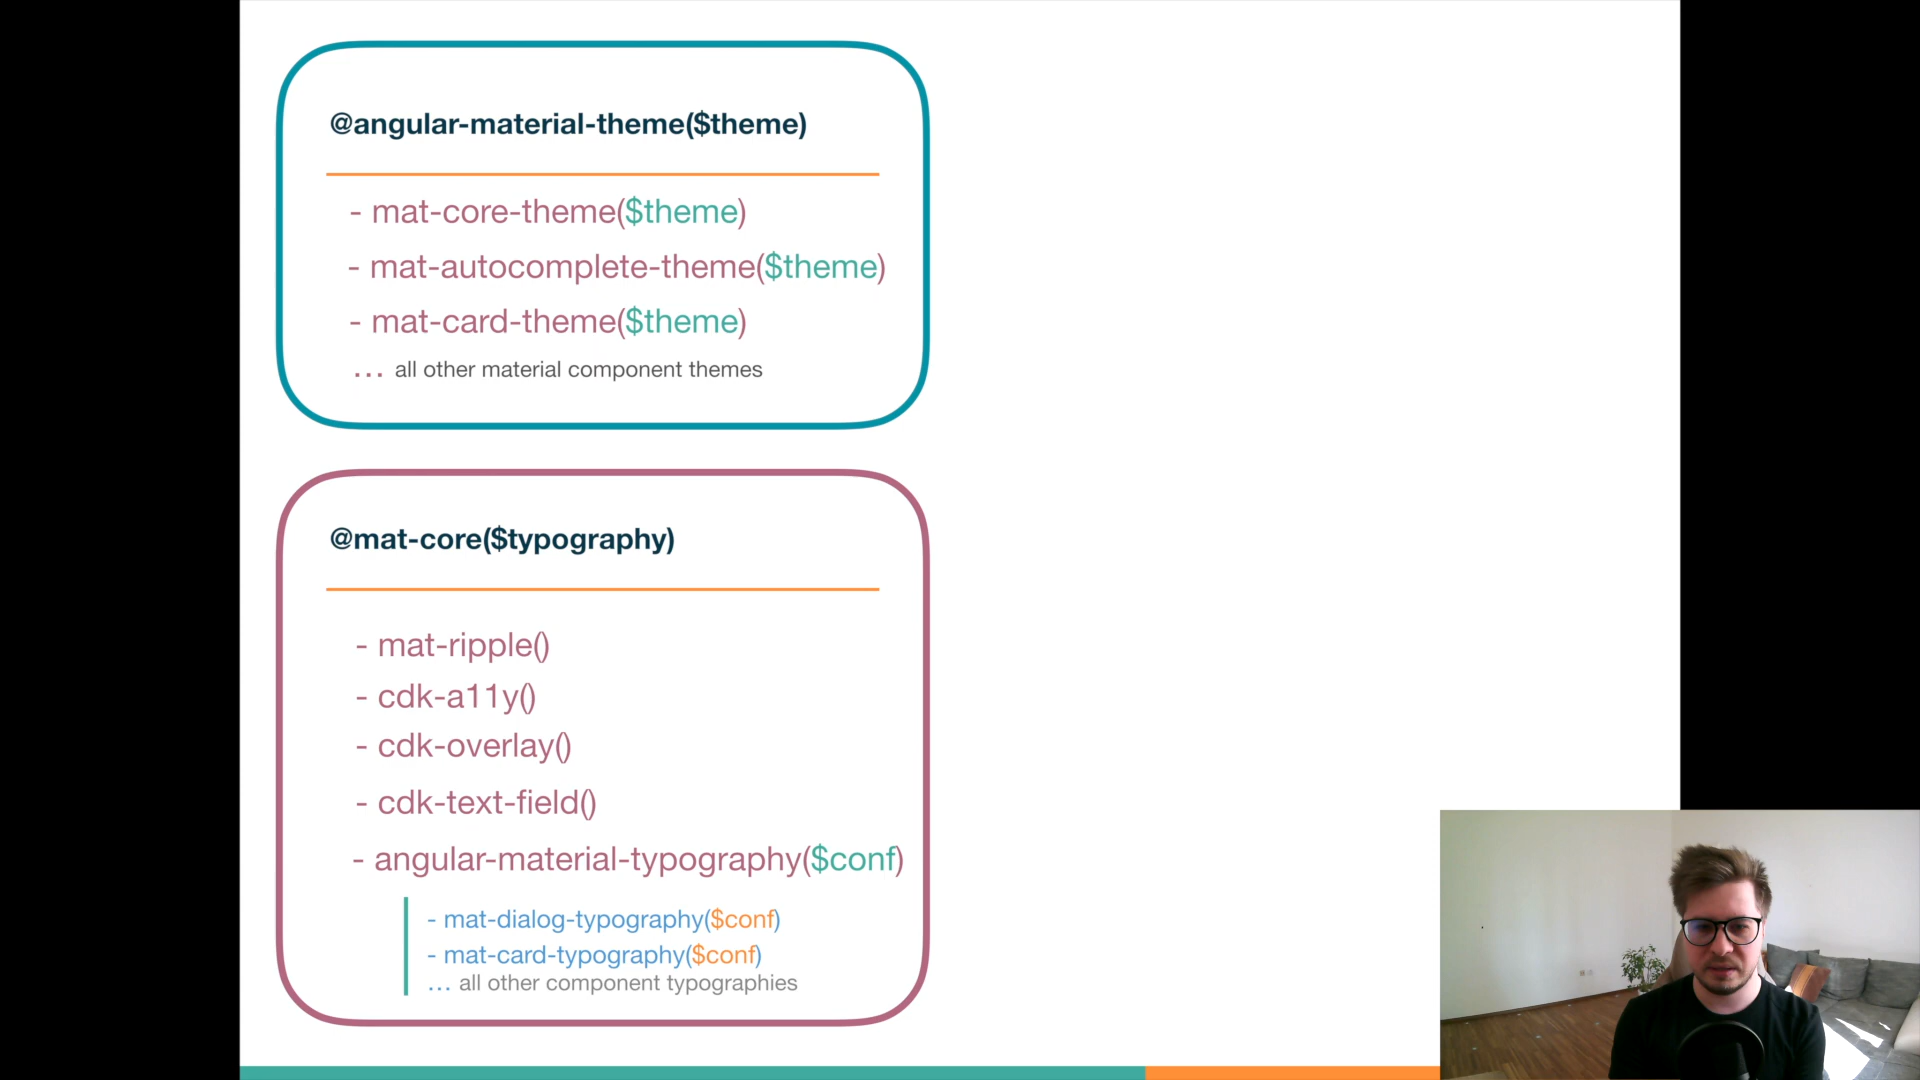 @angular-material-theme($theme)
- mat-core-theme($theme)
- mat-autocomplete-theme($theme)
- mat-card-theme($theme)
... all other material component themes
@mat-core($typography)
- mat-ripple()
- cdk-a11y()
- cdk-overlay()
- cdk-text-field()
- angular-material-typography($conf)
- mat-dialog-typography($conf)
- mat-card-typography($conf)
... all other component typographies